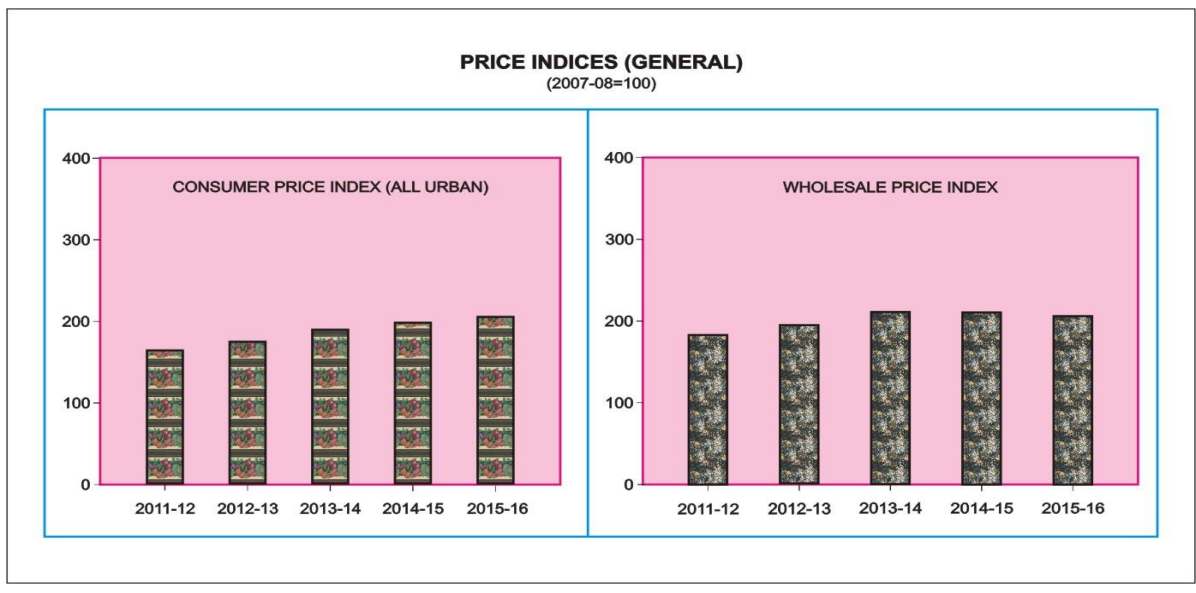 PRICE INDICES (GENERAL)
(2007-08=100)
CONSUMER PRICE INDEX (ALL URBAN)
400
300
200
100
0
2011-12 2012-13 2013-14 2014-15 2015-16
WHOLESALE PRICE INDEX
400
300
200
100
0
2011-12 2012-13 2013-14 2014-15 2015-16